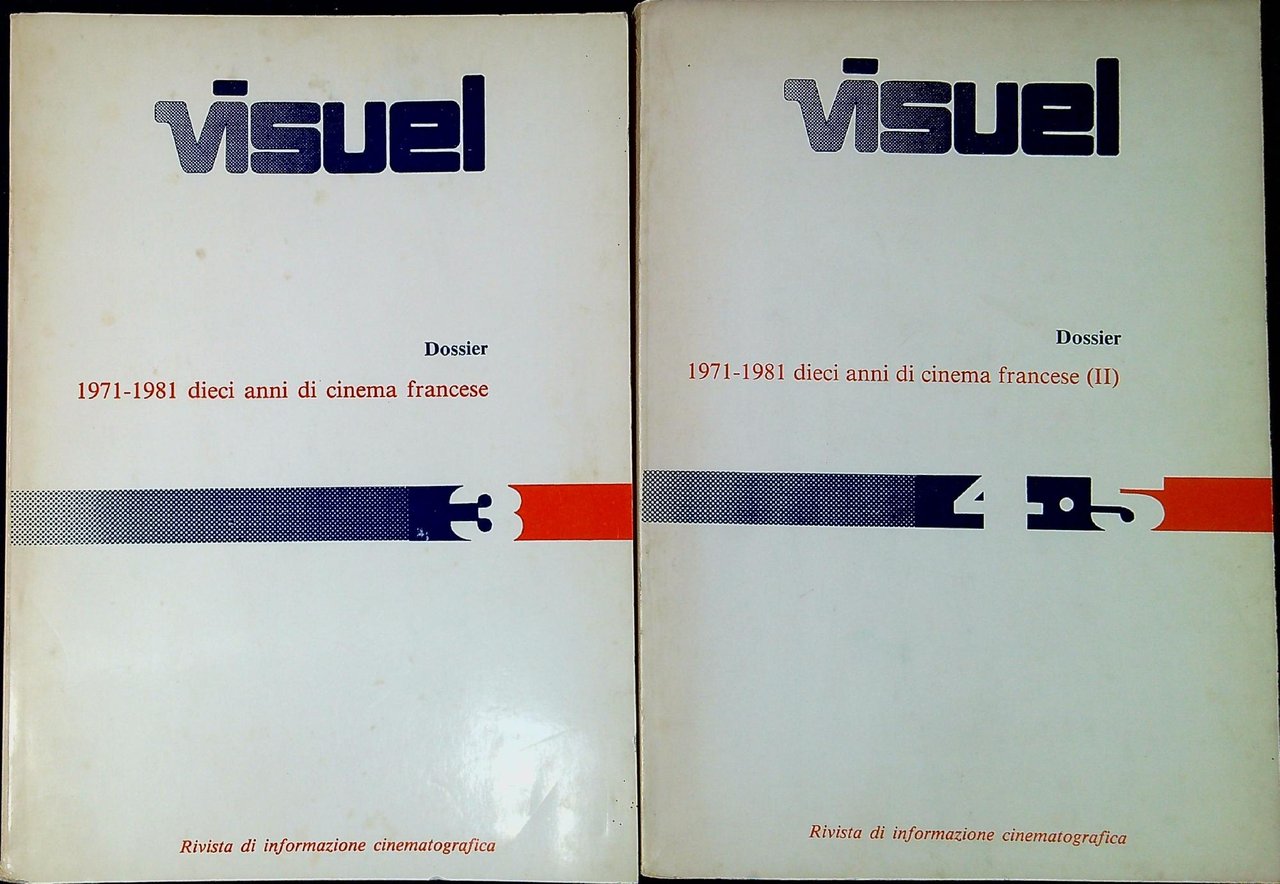 visuel
Dossier
1971-1981 dieci anni di cinema francese
3
Rivista di informazione cinematografica
visuel
Dossier
1971-1981 dieci anni di cinema francese (II)
4•5
Rivista di informazione cinematografica